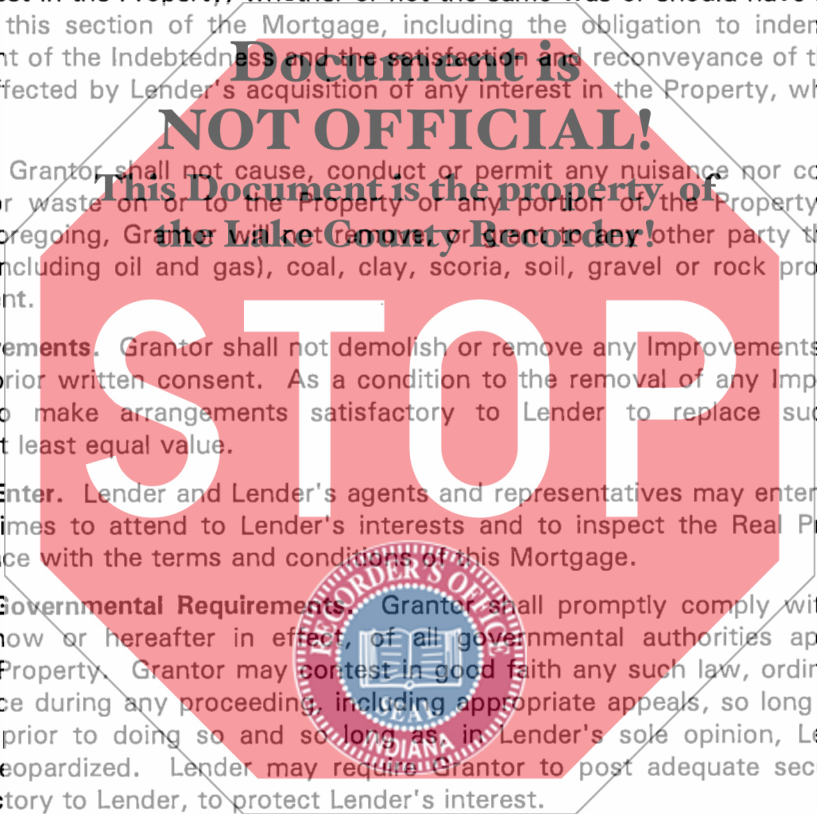 est in the Property, whether or not the same was or should have
this section of the Mortgage, including the obligation to inden
nt of the Indebtedness and the satisfaction and reconveyance of t
ffected by Lender's acquisition of any interest in the Property, wh
Document is
NOT OFFICIAL!
This Document is the property of
the Lake County Recorder!
Grantor shall not cause, conduct or permit any nuisance nor co
r waste on or to the Property or any portion of the Property
oregoing, Grantor will not remove, or grant to any other party t
ncluding oil and gas), coal, clay, scoria, soil, gravel or rock pro
nt.
STOP
ements. Grantor shall not demolish or remove any Improvements
prior written consent. As a condition to the removal of any Imp
o make arrangements satisfactory to Lender to replace suc
t least equal value.
Enter. Lender and Lender's agents and representatives may enter
imes to attend to Lender's interests and to inspect the Real Pr
ce with the terms and conditions of this Mortgage.
Governmental Requirements. Grantor shall promptly comply wit
now or hereafter in effect, of all governmental authorities ap
Property. Grantor may contest in good faith any such law, ordin
ce during any proceeding, including appropriate appeals, so long
prior to doing so and so long as, in Lender's sole opinion, Le
eopardized. Lender may require Grantor to post adequate sec
ctory to Lender, to protect Lender's interest.
RECORDER'S OFFICE
SEAL
INDIANA